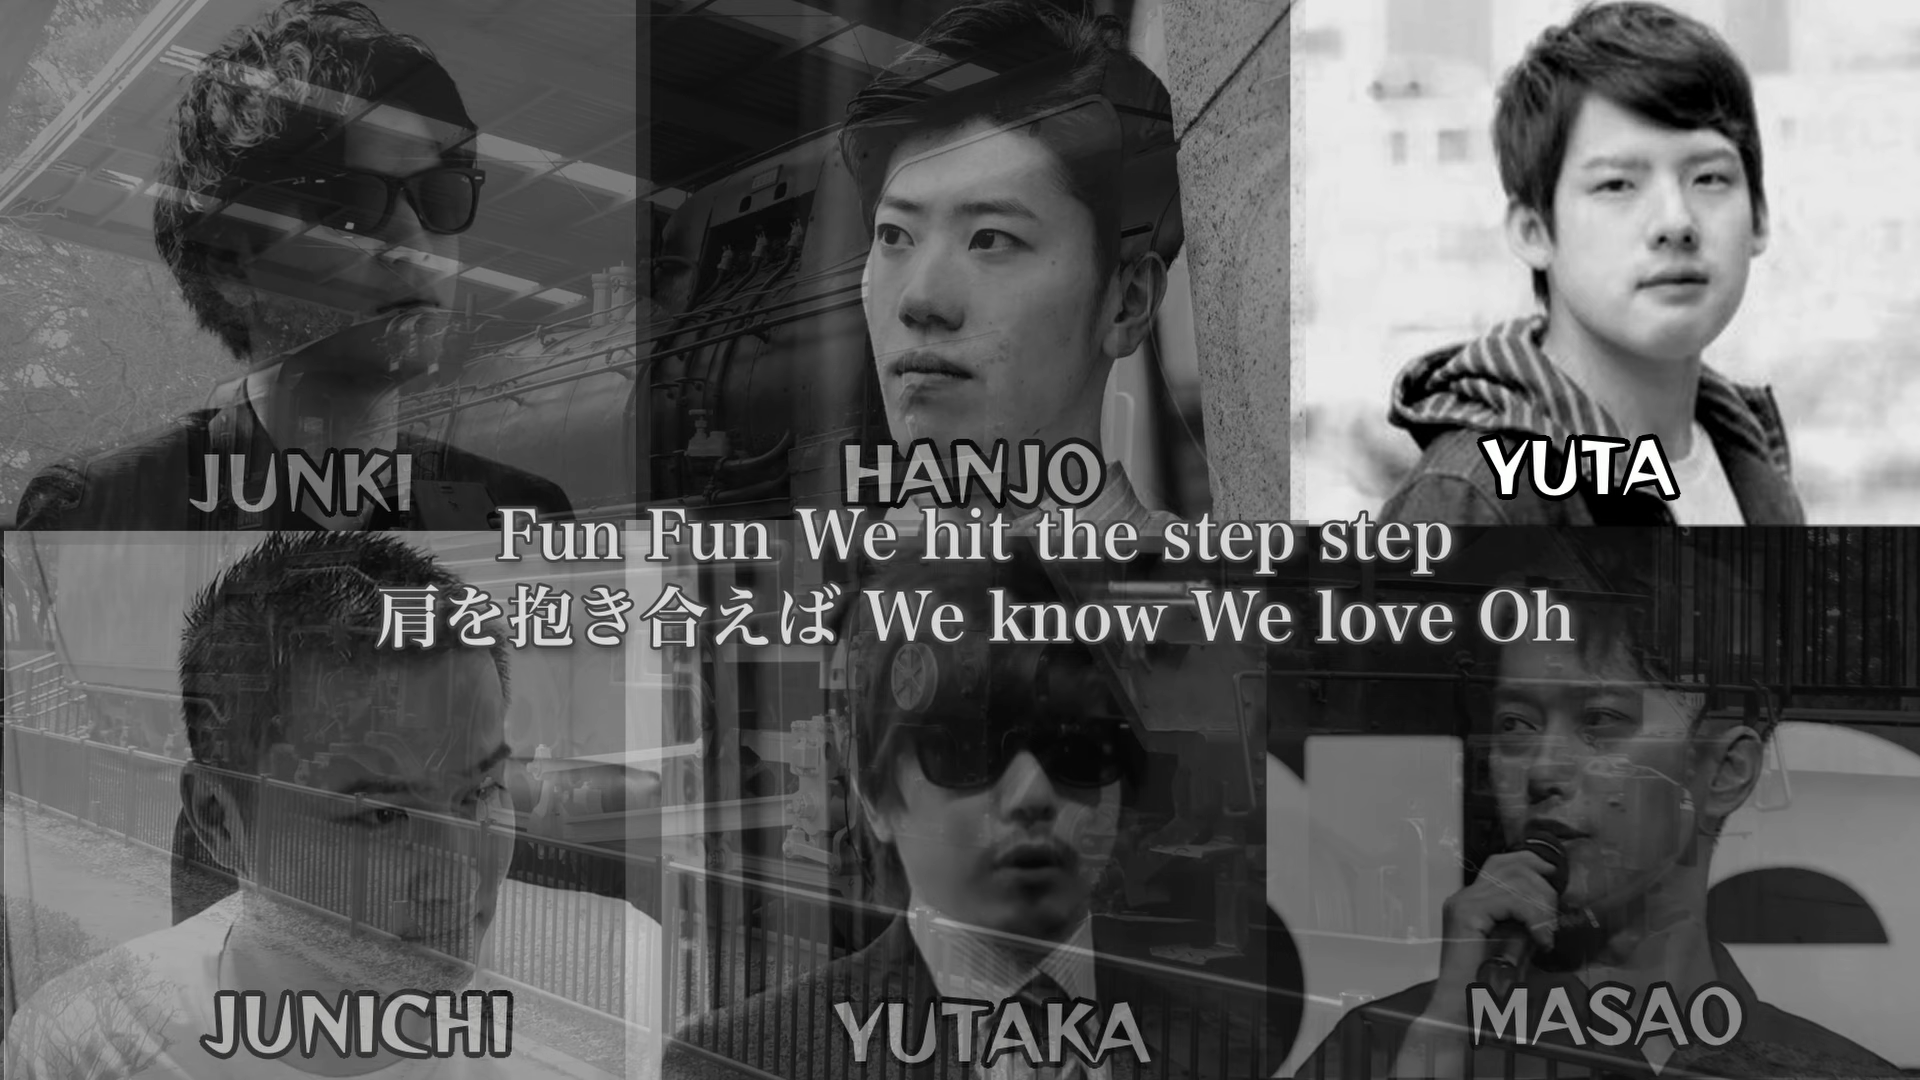 JUNKI
HANJO
YUTA
Fun Fun We hit the step step
肩を抱き合えば We know We love Oh
JUNICHI
YUTAKA
MASAO